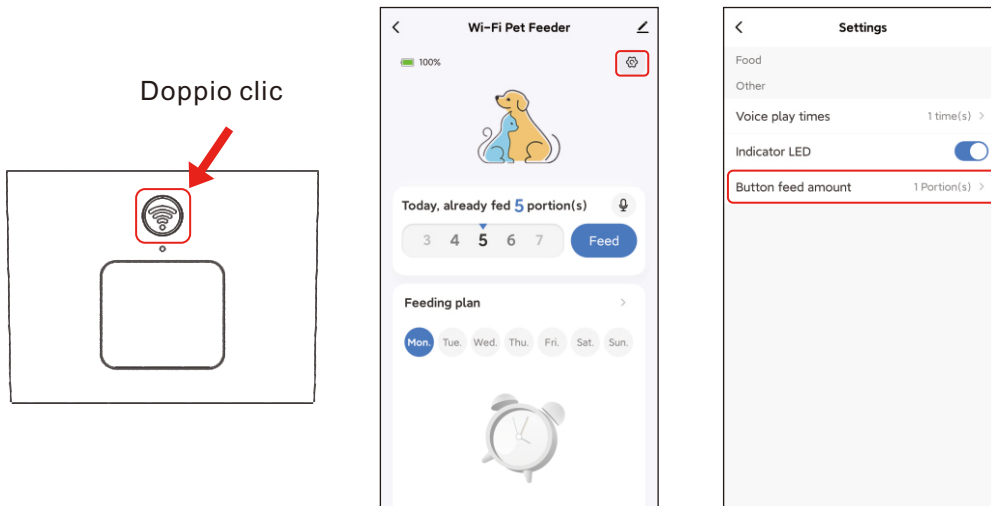 Doppio clic
Wi-Fi Pet Feeder
100%
Today, already fed 5 portion(s)
3 4 5 6 7 Feed
Feeding plan
Mon. Tue. Wed. Thu. Fri. Sat. Sun.
Settings
Food
Other
Voice play times 1 time(s)
Indicator LED
Button feed amount 1 Portion(s)